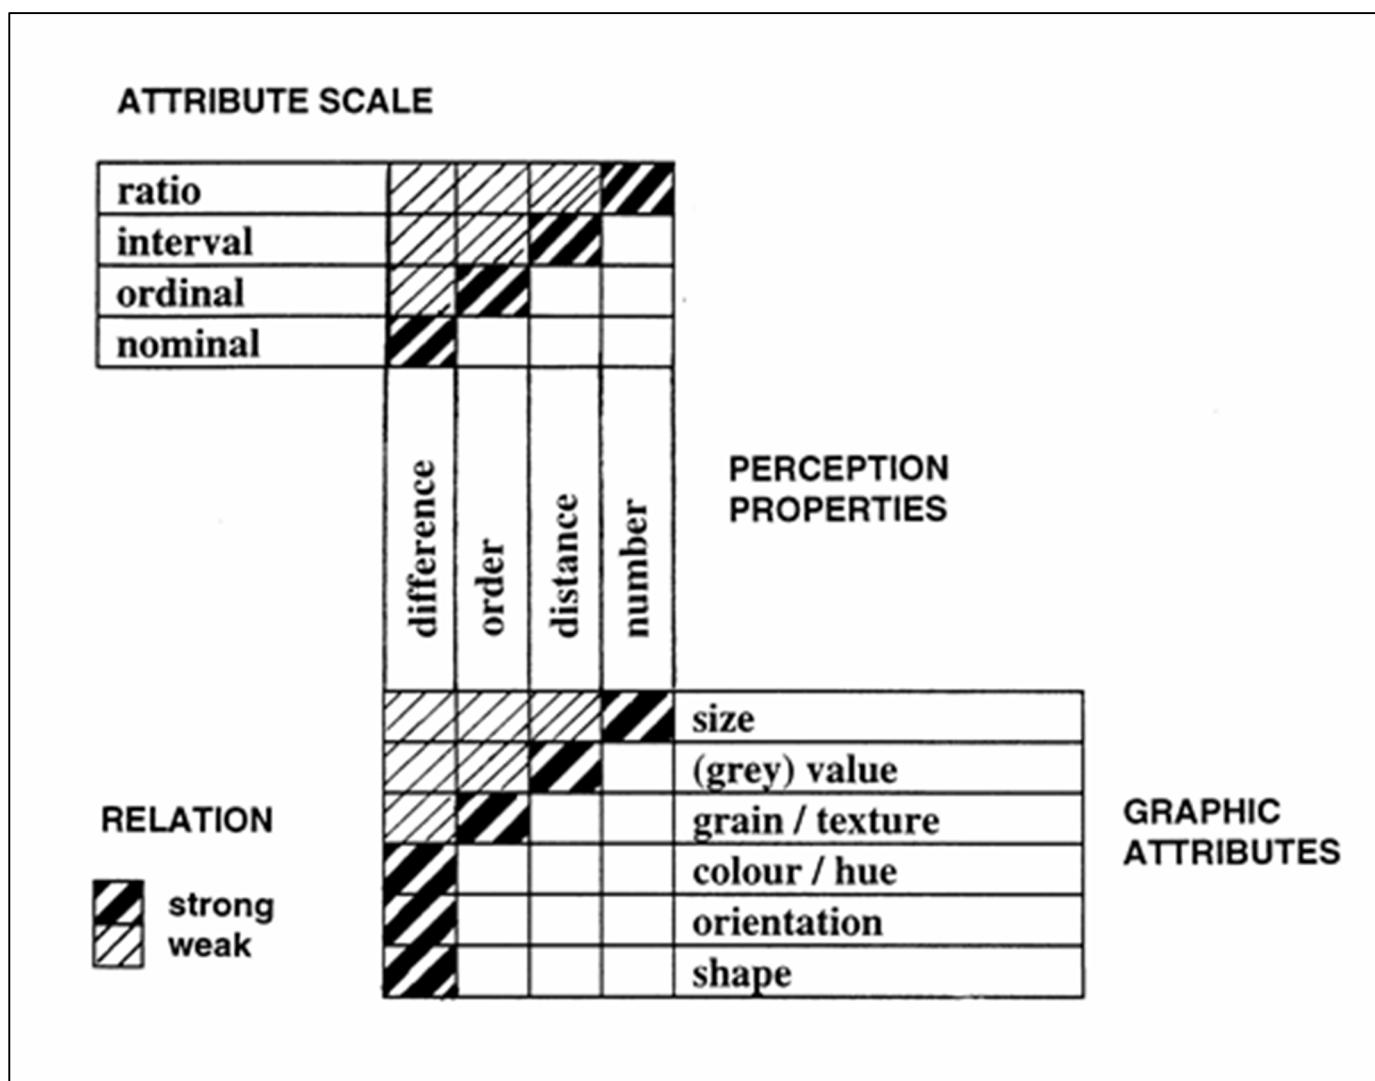 ATTRIBUTE SCALE
ratio
interval
ordinal
nominal
difference
order
distance
number
PERCEPTION
PROPERTIES
size
(grey) value
grain / texture
colour / hue
orientation
shape
GRAPHIC
ATTRIBUTES
RELATION
strong
weak